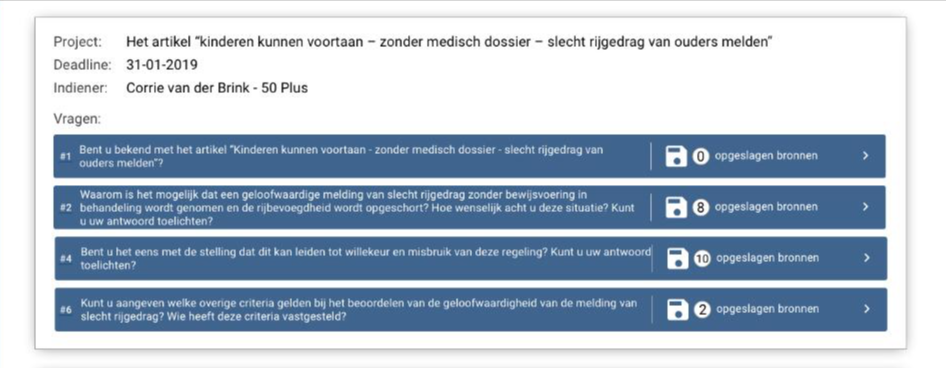 Project: Het artikel “kinderen kunnen voortaan – zonder medisch dossier – slecht rijgedrag van ouders melden”
Deadline: 31-01-2019
Indiener: Corrie van der Brink - 50 Plus
Vragen:
#1 Bent u bekend met het artikel “Kinderen kunnen voortaan - zonder medisch dossier - slecht rijgedrag van
ouders melden”?
0 opgeslagen bronnen
#2 Waarom is het mogelijk dat een geloofwaardige melding van slecht rijgedrag zonder bewijsvoering in
behandeling wordt genomen en de rijbevoegdheid wordt opgeschort? Hoe wenselijk acht u deze situatie? Kunt
u uw antwoord toelichten?
8 opgeslagen bronnen
#4 Bent u het eens met de stelling dat dit kan leiden tot willekeur en misbruik van deze regeling? Kunt u uw antwoord
toelichten?
10 opgeslagen bronnen
#6 Kunt u aangeven welke overige criteria gelden bij het beoordelen van de geloofwaardigheid van de melding van
slecht rijgedrag? Wie heeft deze criteria vastgesteld?
2 opgeslagen bronnen